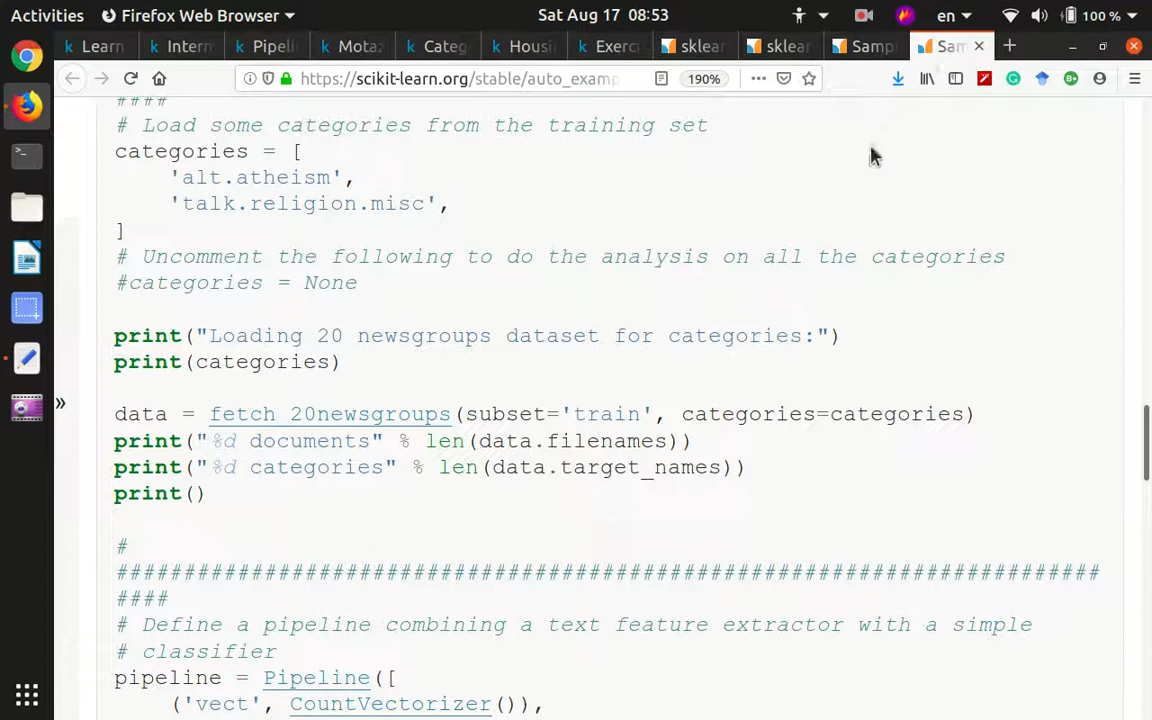 Activities
Firefox Web Browser
Sat Aug 17 08:53
en
100 %
Learn
Intern
Pipeli
Motaz
Categ
Housi
Exerc
sklear
sklear
Samp
Sam
https://scikit-learn.org/stable/auto_examp
190%
####
# Load some categories from the training set
categories = [
'alt.atheism',
'talk.religion.misc',
]
# Uncomment the following to do the analysis on all the categories
#categories = None
print("Loading 20 newsgroups dataset for categories:")
print(categories)
data = fetch_20newsgroups(subset='train', categories=categories)
print("%d documents" % len(data.filenames))
print("%d categories" % len(data.target_names))
print()
#
#########################################################################
####
# Define a pipeline combining a text feature extractor with a simple
# classifier
pipeline = Pipeline([
('vect', CountVectorizer()),